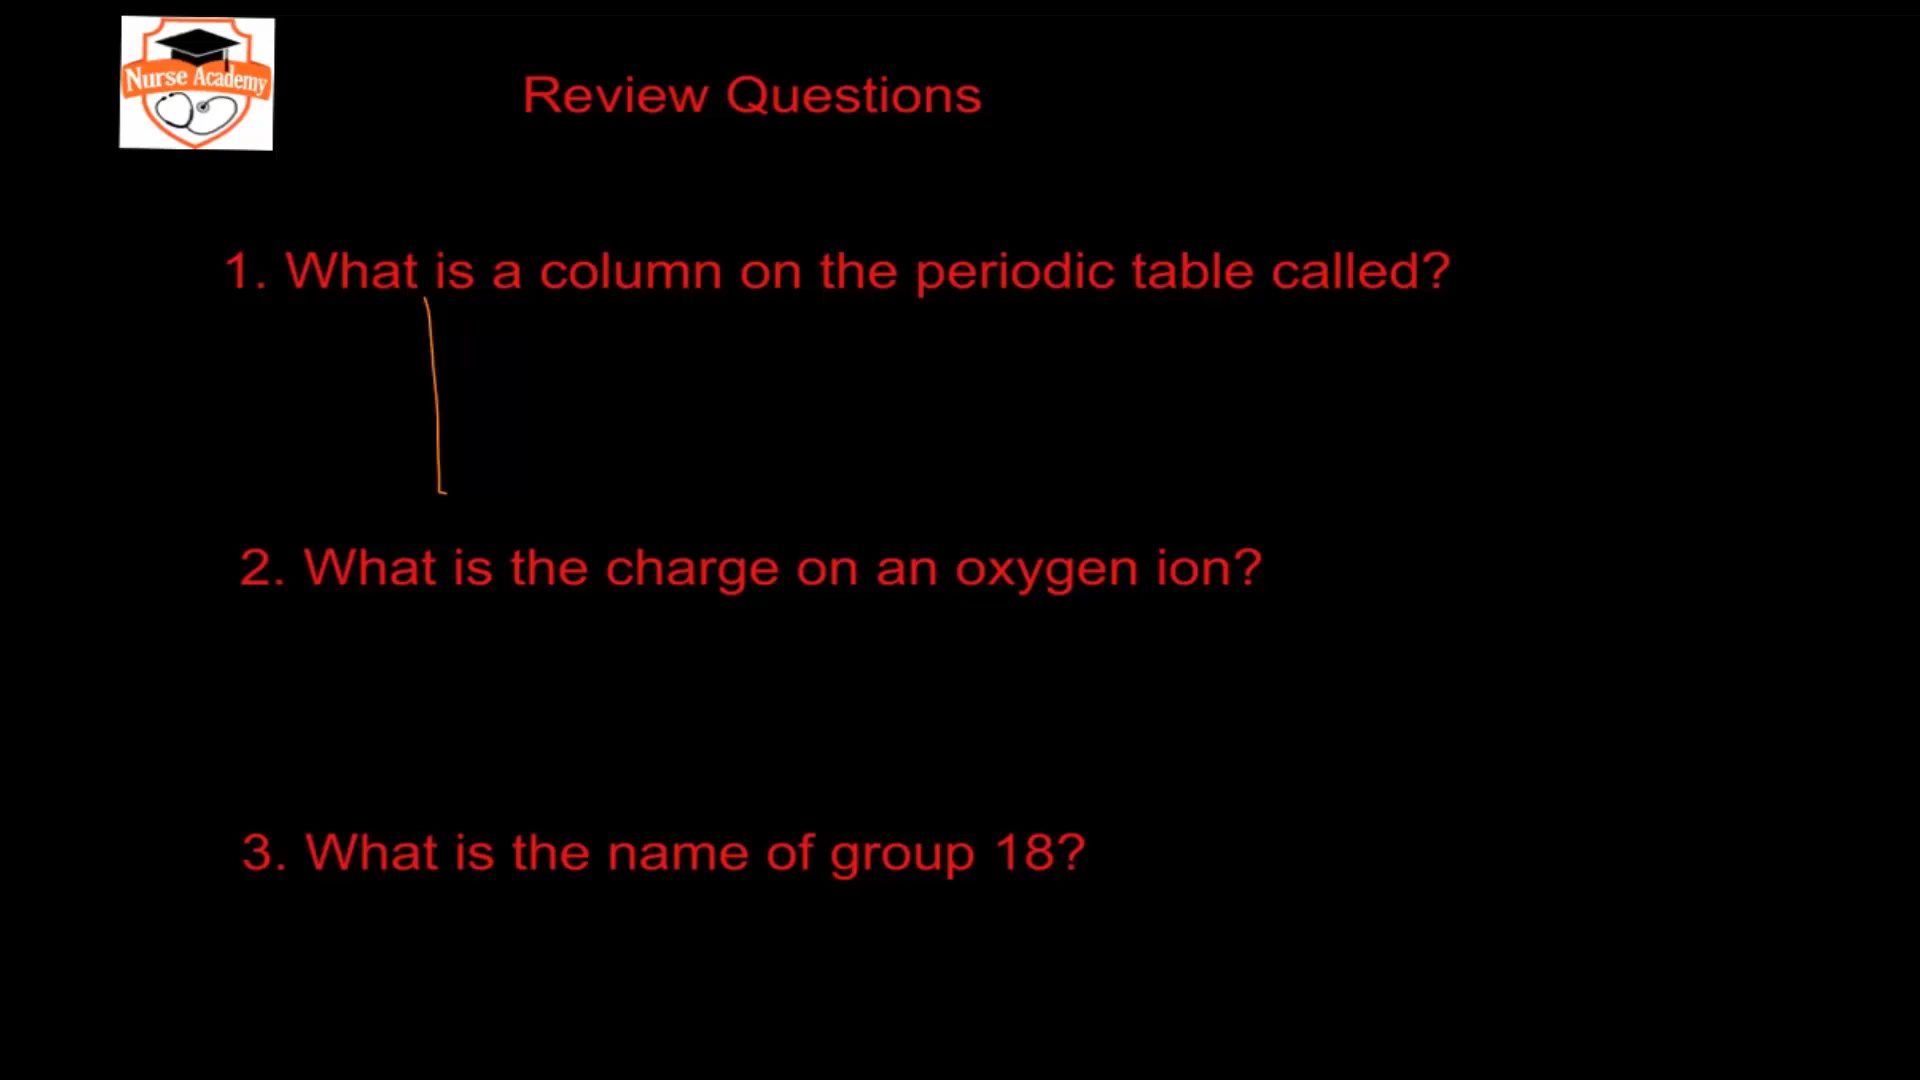 Nurse Academy
Review Questions
1. What is a column on the periodic table called?
2. What is the charge on an oxygen ion?
3. What is the name of group 18?